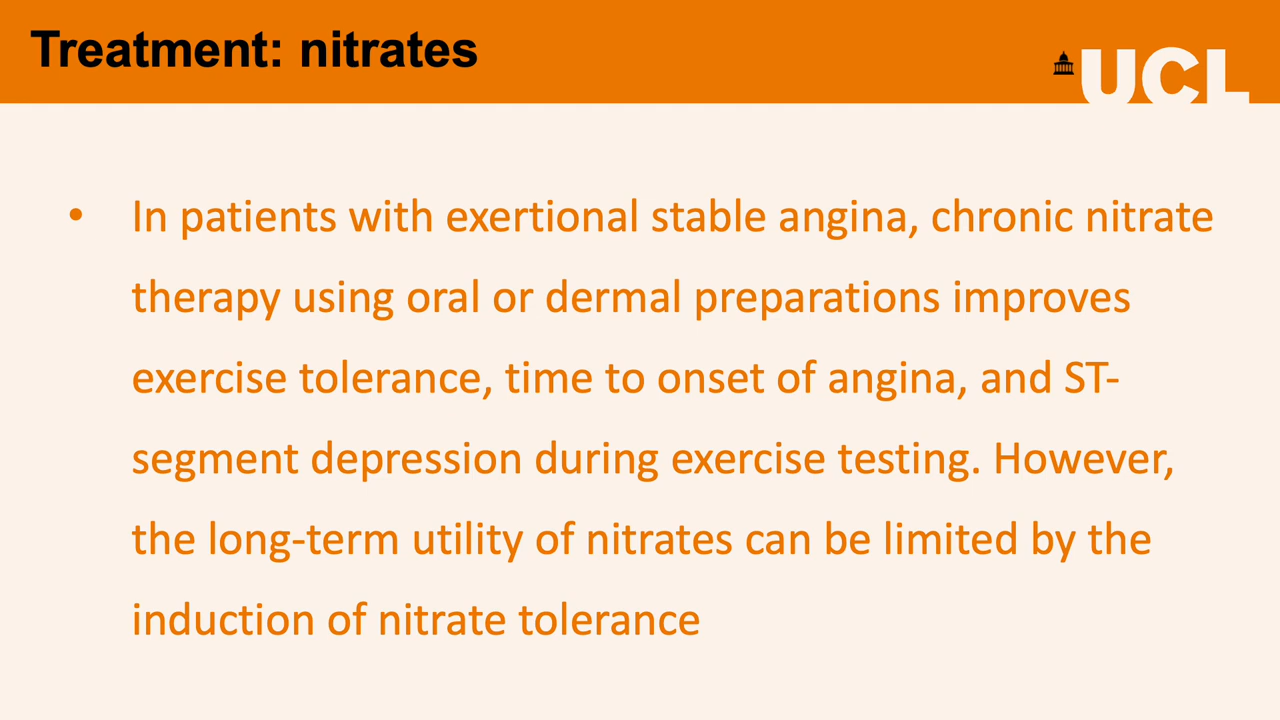 Treatment: nitrates
UCL
• In patients with exertional stable angina, chronic nitrate
therapy using oral or dermal preparations improves
exercise tolerance, time to onset of angina, and ST-
segment depression during exercise testing. However,
the long-term utility of nitrates can be limited by the
induction of nitrate tolerance